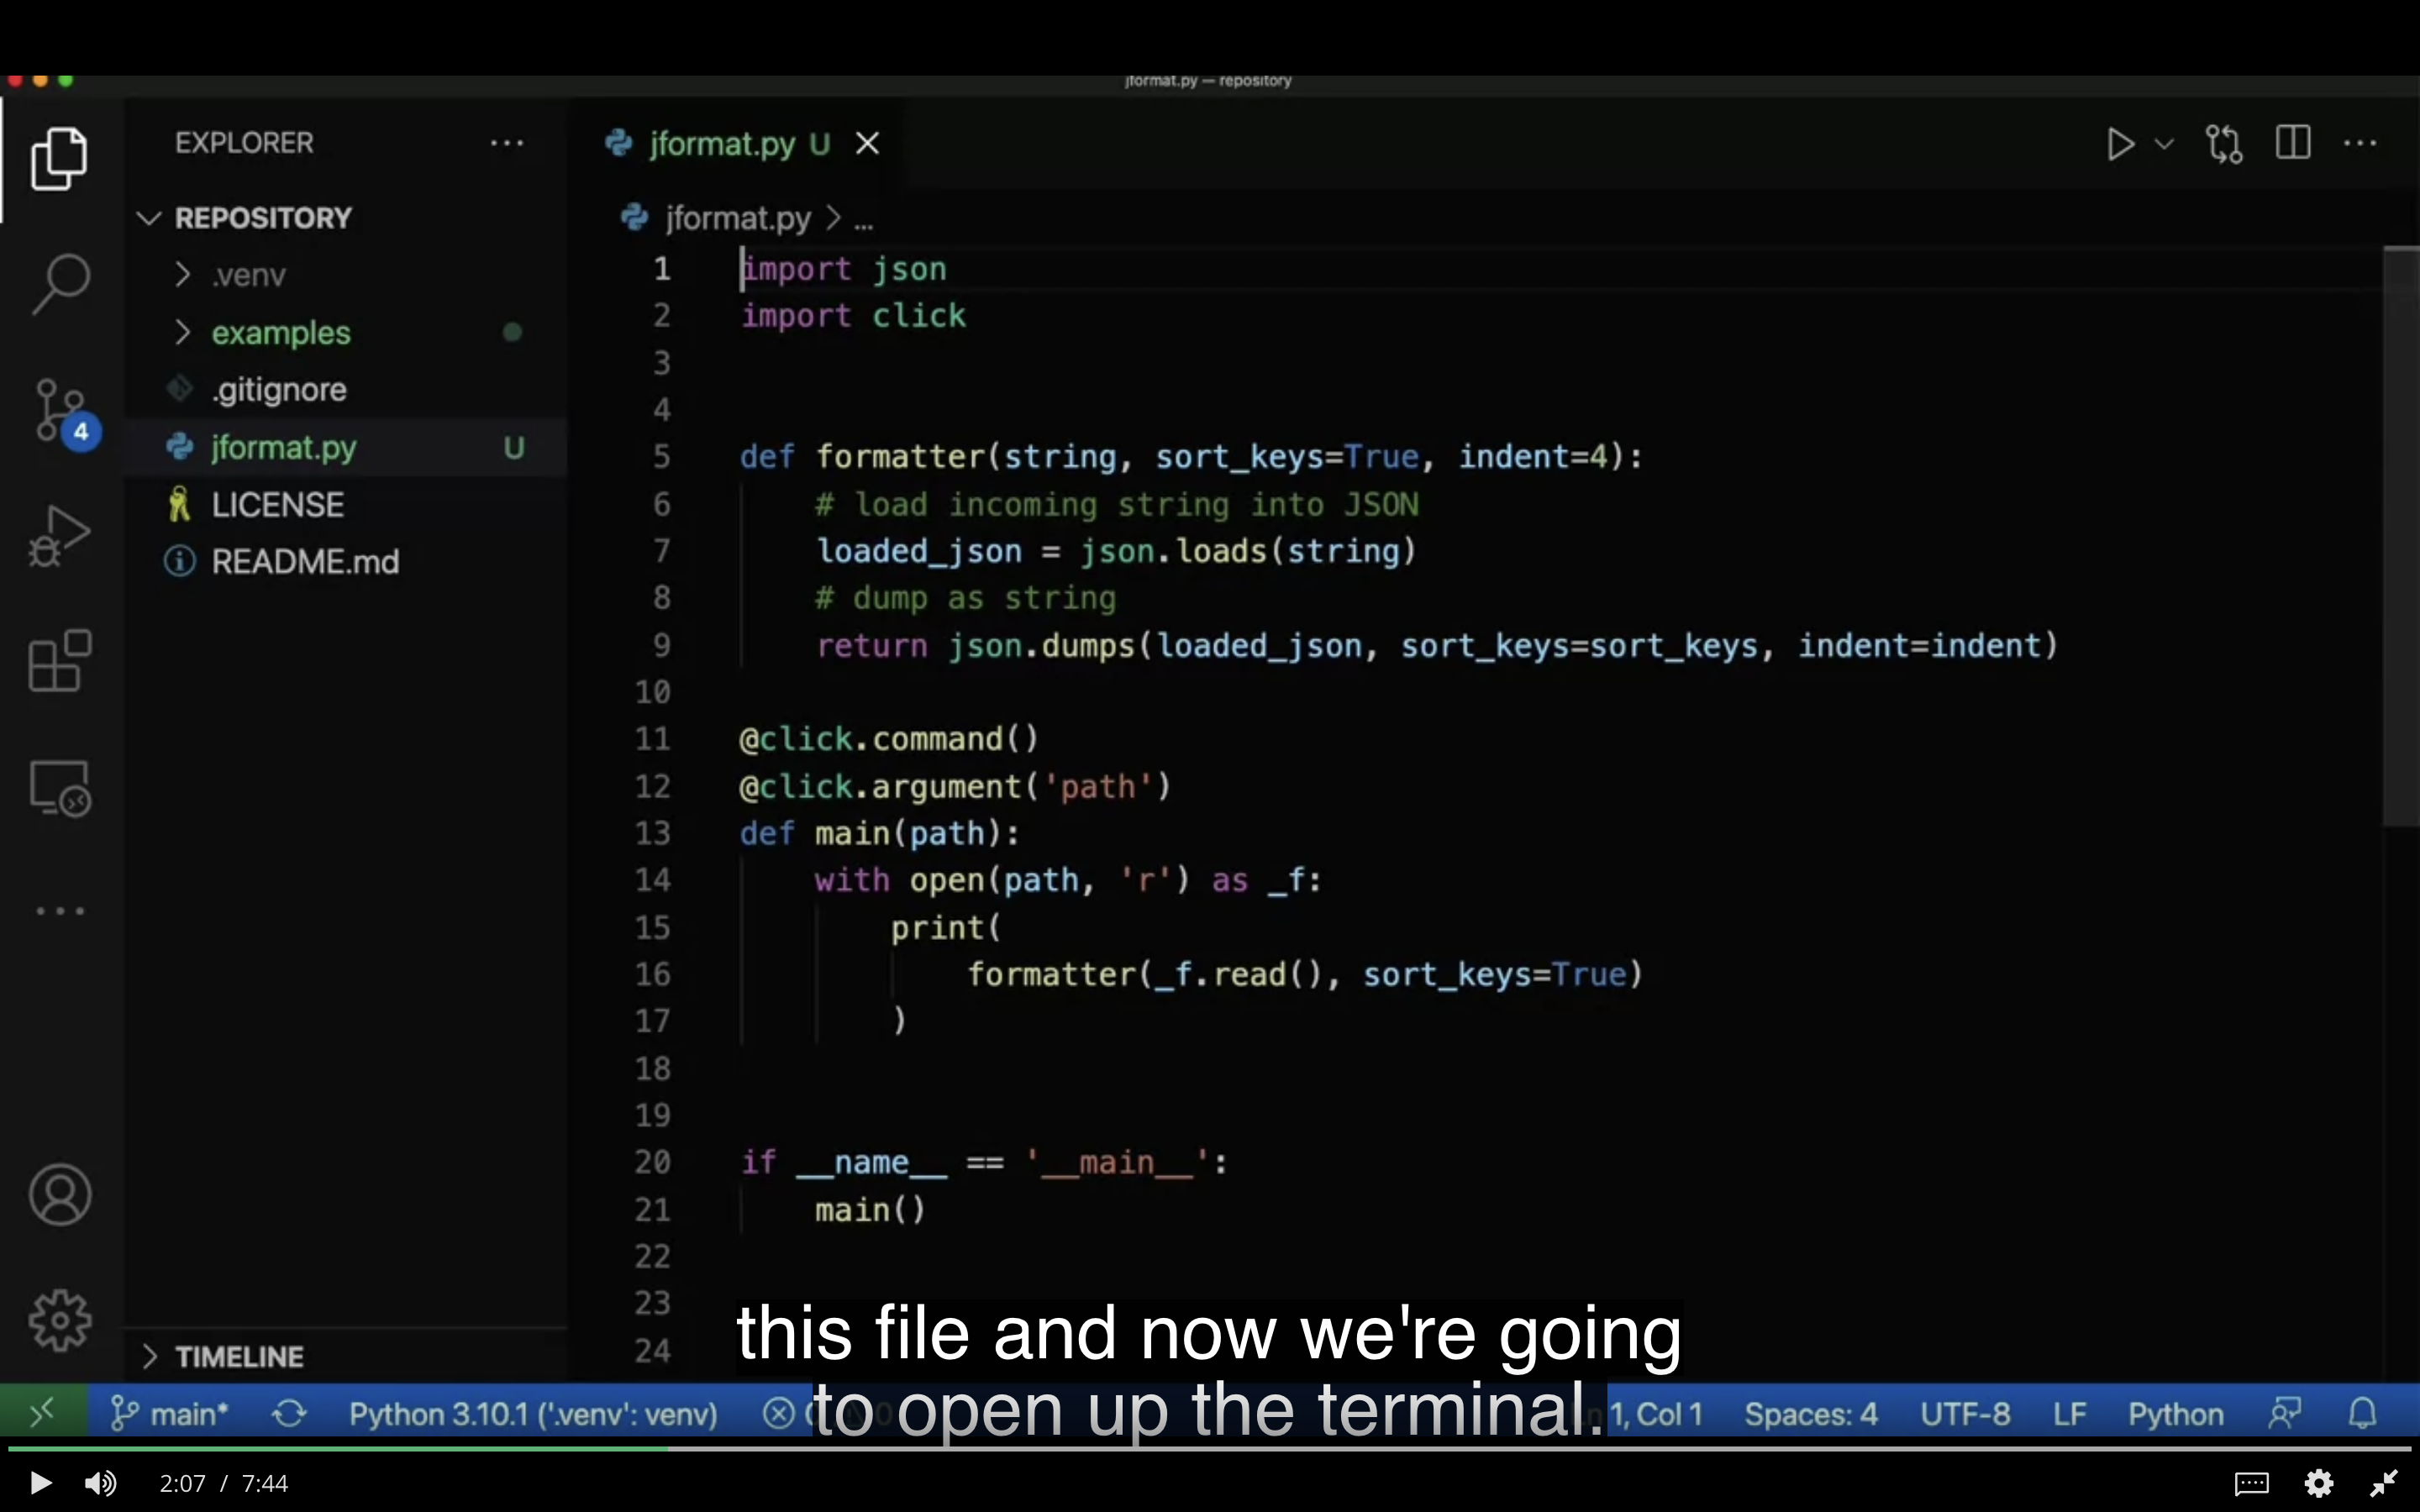 jformat.py — repository
EXPLORER
jformat.py U
REPOSITORY
jformat.py > ...
.venv
examples
.gitignore
4
jformat.py U
LICENSE
README.md
TIMELINE
1 import json
2 import click
3
4
5 def formatter(string, sort_keys=True, indent=4):
6     # load incoming string into JSON
7     loaded_json = json.loads(string)
8     # dump as string
9     return json.dumps(loaded_json, sort_keys=sort_keys, indent=indent)
10
11 @click.command()
12 @click.argument('path')
13 def main(path):
14     with open(path, 'r') as _f:
15         print(
16             formatter(_f.read(), sort_keys=True)
17         )
18
19
20 if __name__ == '__main__':
21     main()
22
23
24
this file and now we're going
to open up the terminal.
main* Python 3.10.1 ('.venv': venv) 1, Col 1 Spaces: 4 UTF-8 LF Python
2:07 / 7:44